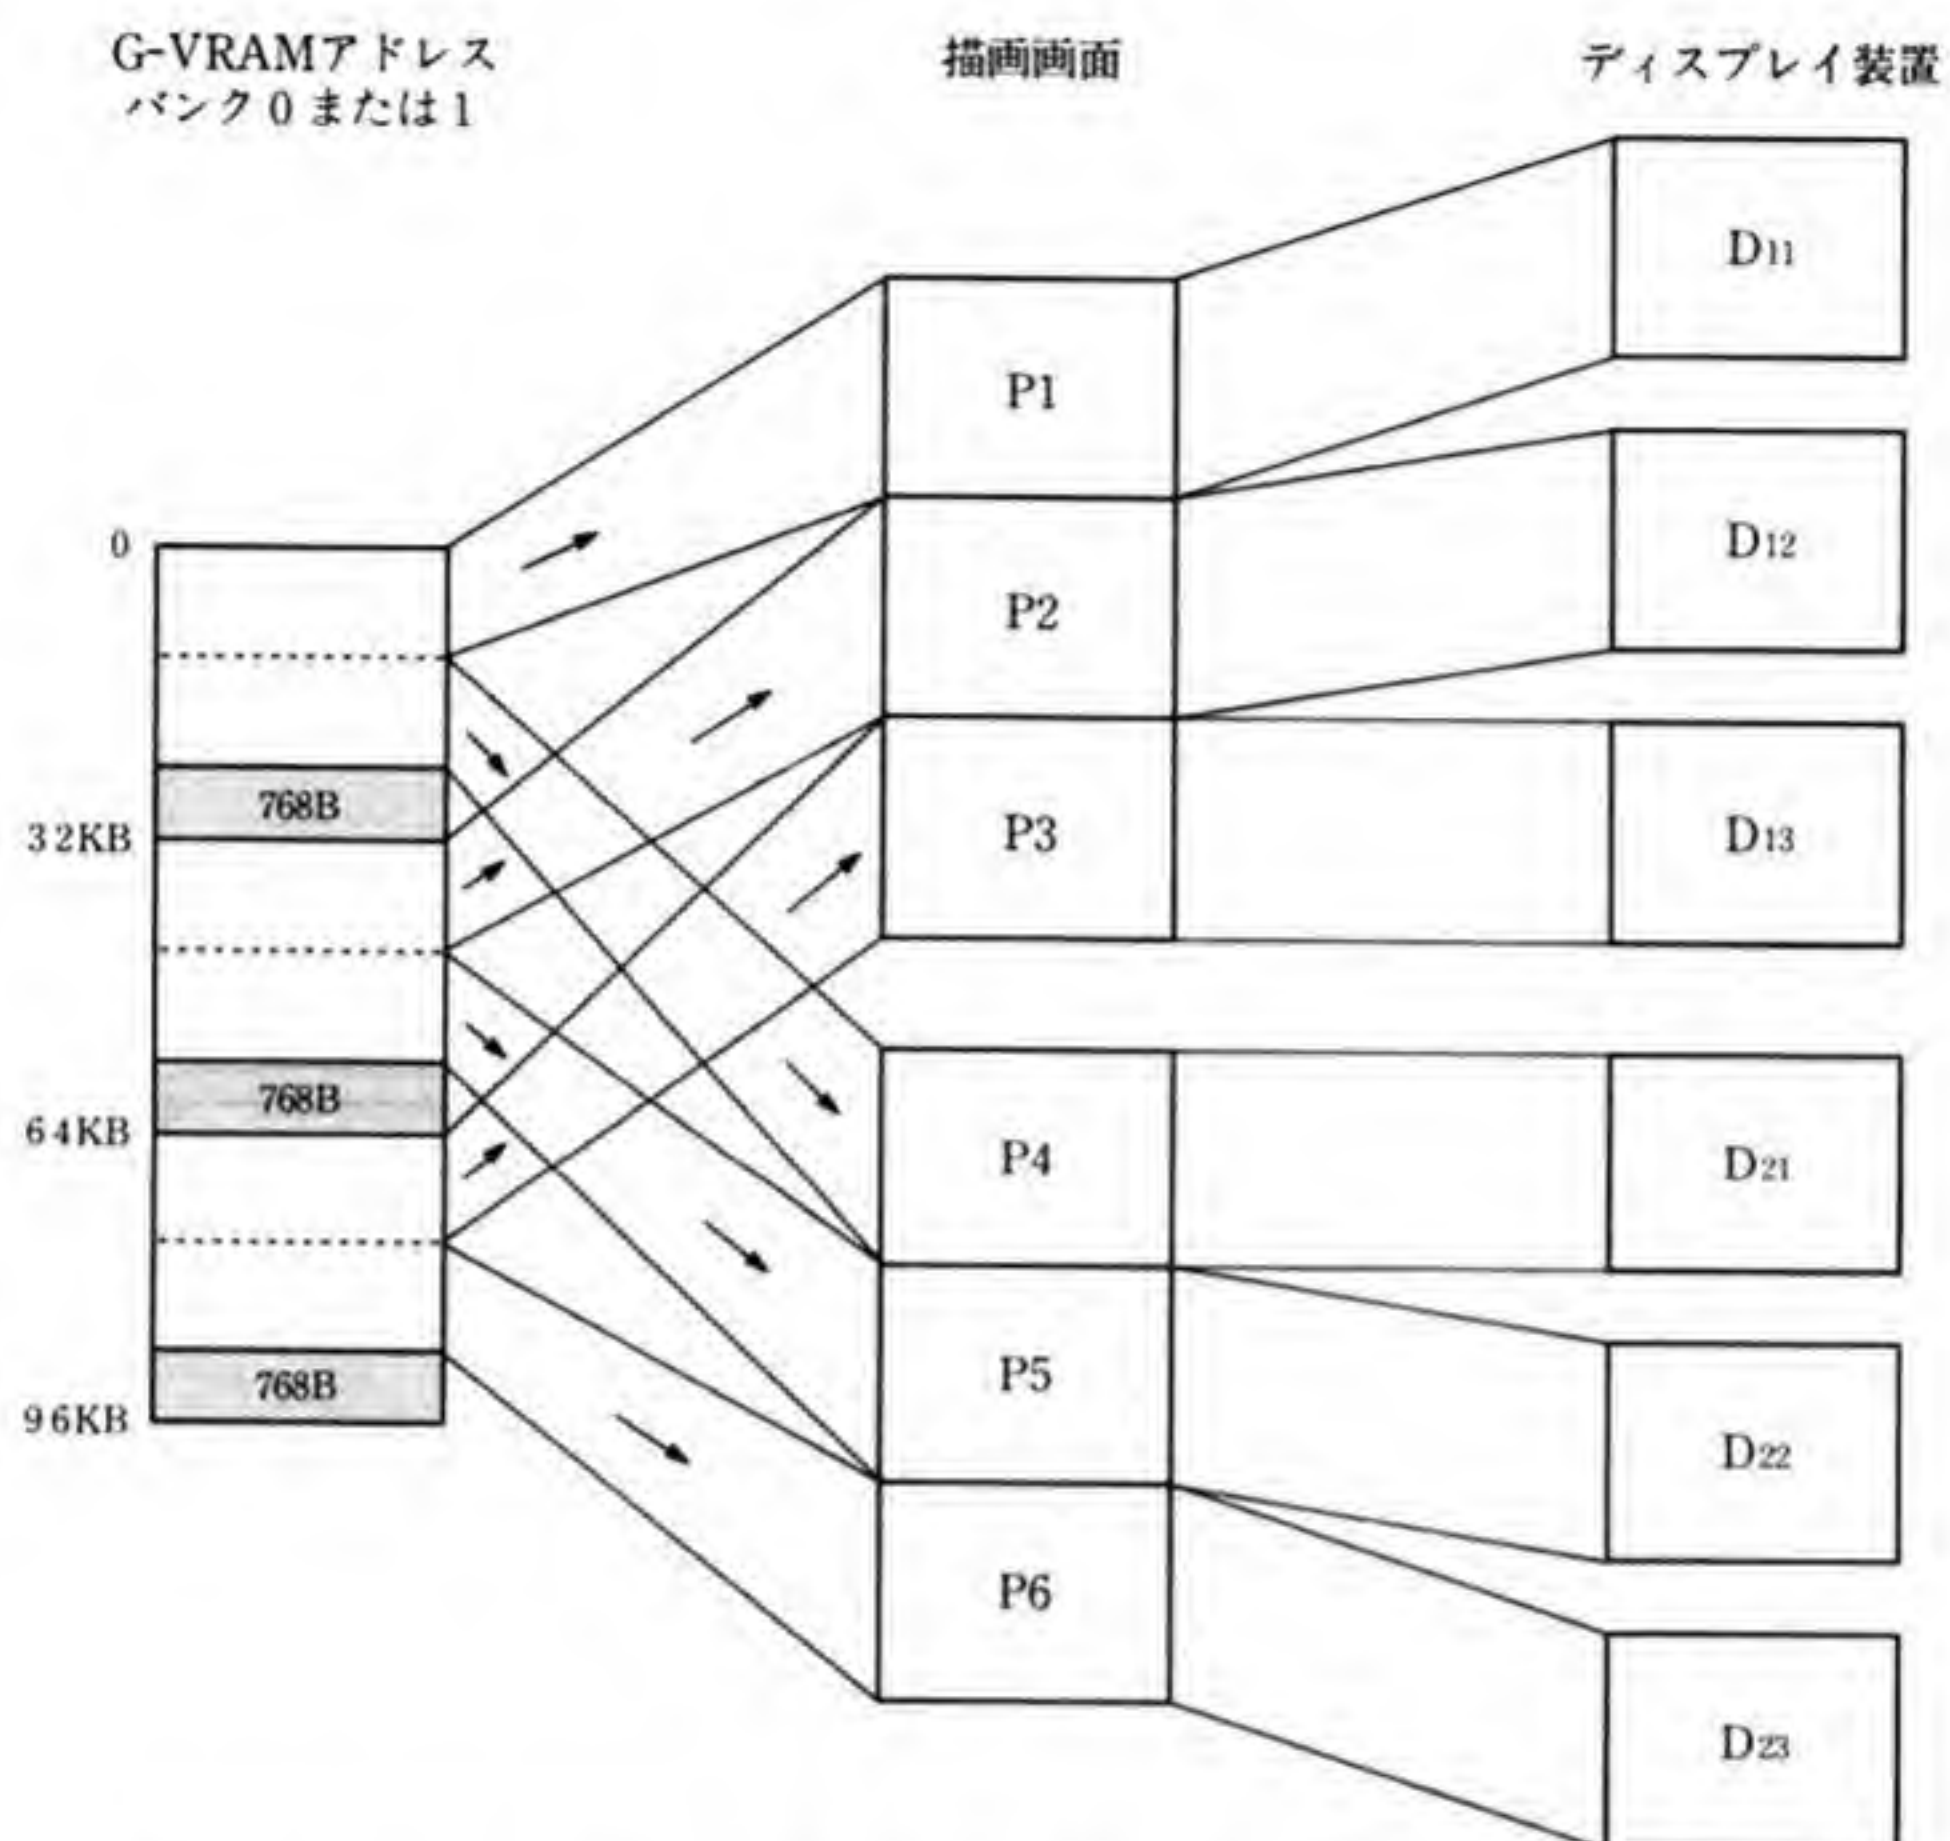 G-VRAMアドレス
バンク0または1
描画画面
ディスプレイ装置
0
32KB
64KB
96KB
768B
768B
768B
P1
P2
P3
P4
P5
P6
D11
D12
D13
D21
D22
D23